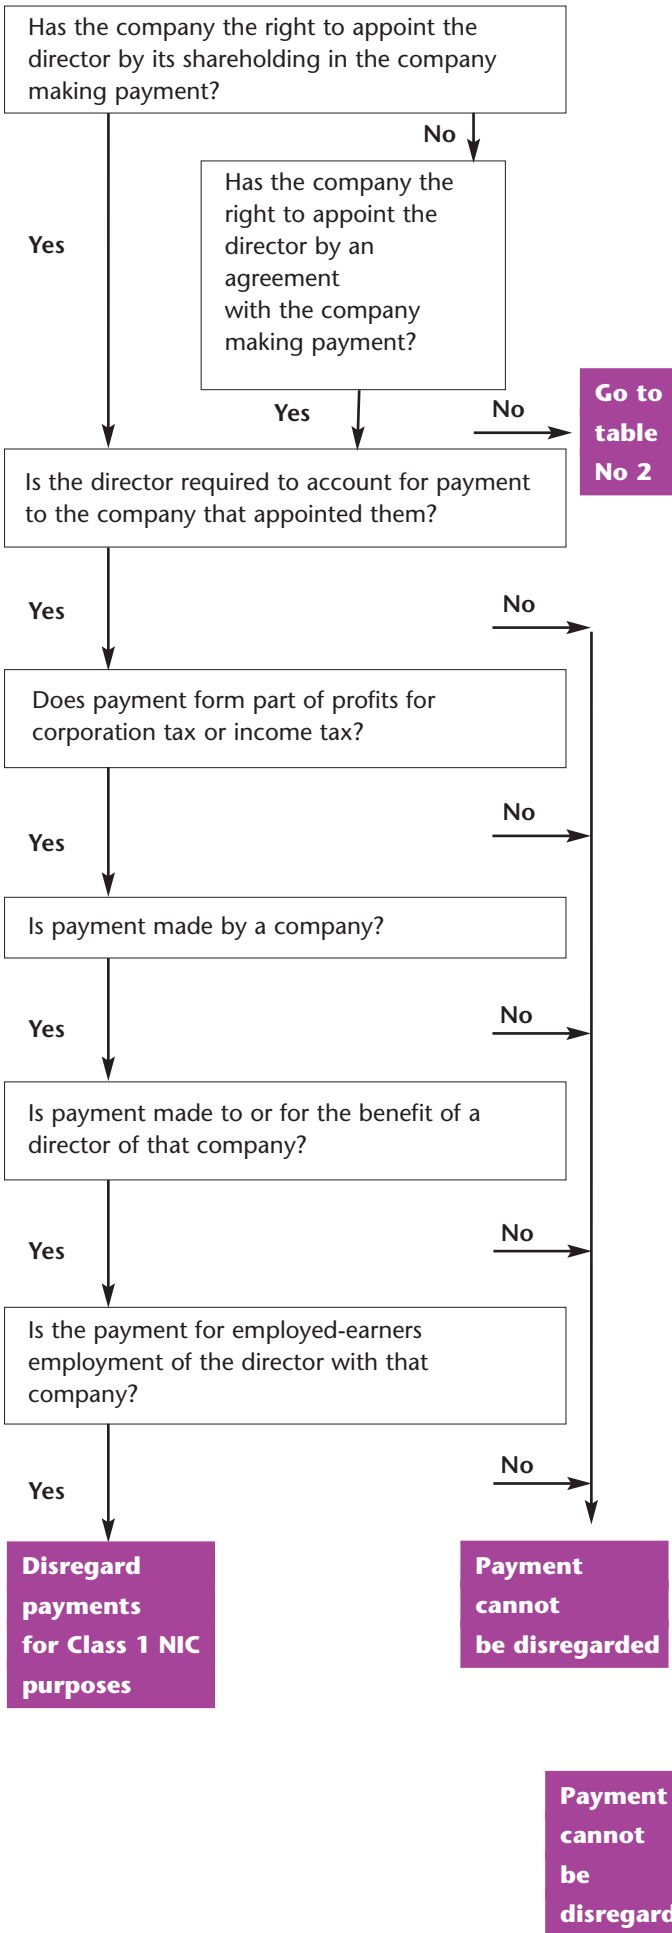 Has the company the right to appoint the
director by its shareholding in the company
making payment?
No
Has the company the
right to appoint the
director by an
agreement
with the company
making payment?
Yes
Yes
No
Go to
table
No 2
Is the director required to account for payment
to the company that appointed them?
Yes
No
Does payment form part of profits for
corporation tax or income tax?
Yes
No
Is payment made by a company?
Yes
No
Is payment made to or for the benefit of a
director of that company?
Yes
No
Is the payment for employed-earners
employment of the director with that
company?
Yes
No
Disregard
payments
for Class 1 NIC
purposes
Payment
cannot
be disregarded
Payment
cannot
be
disregard